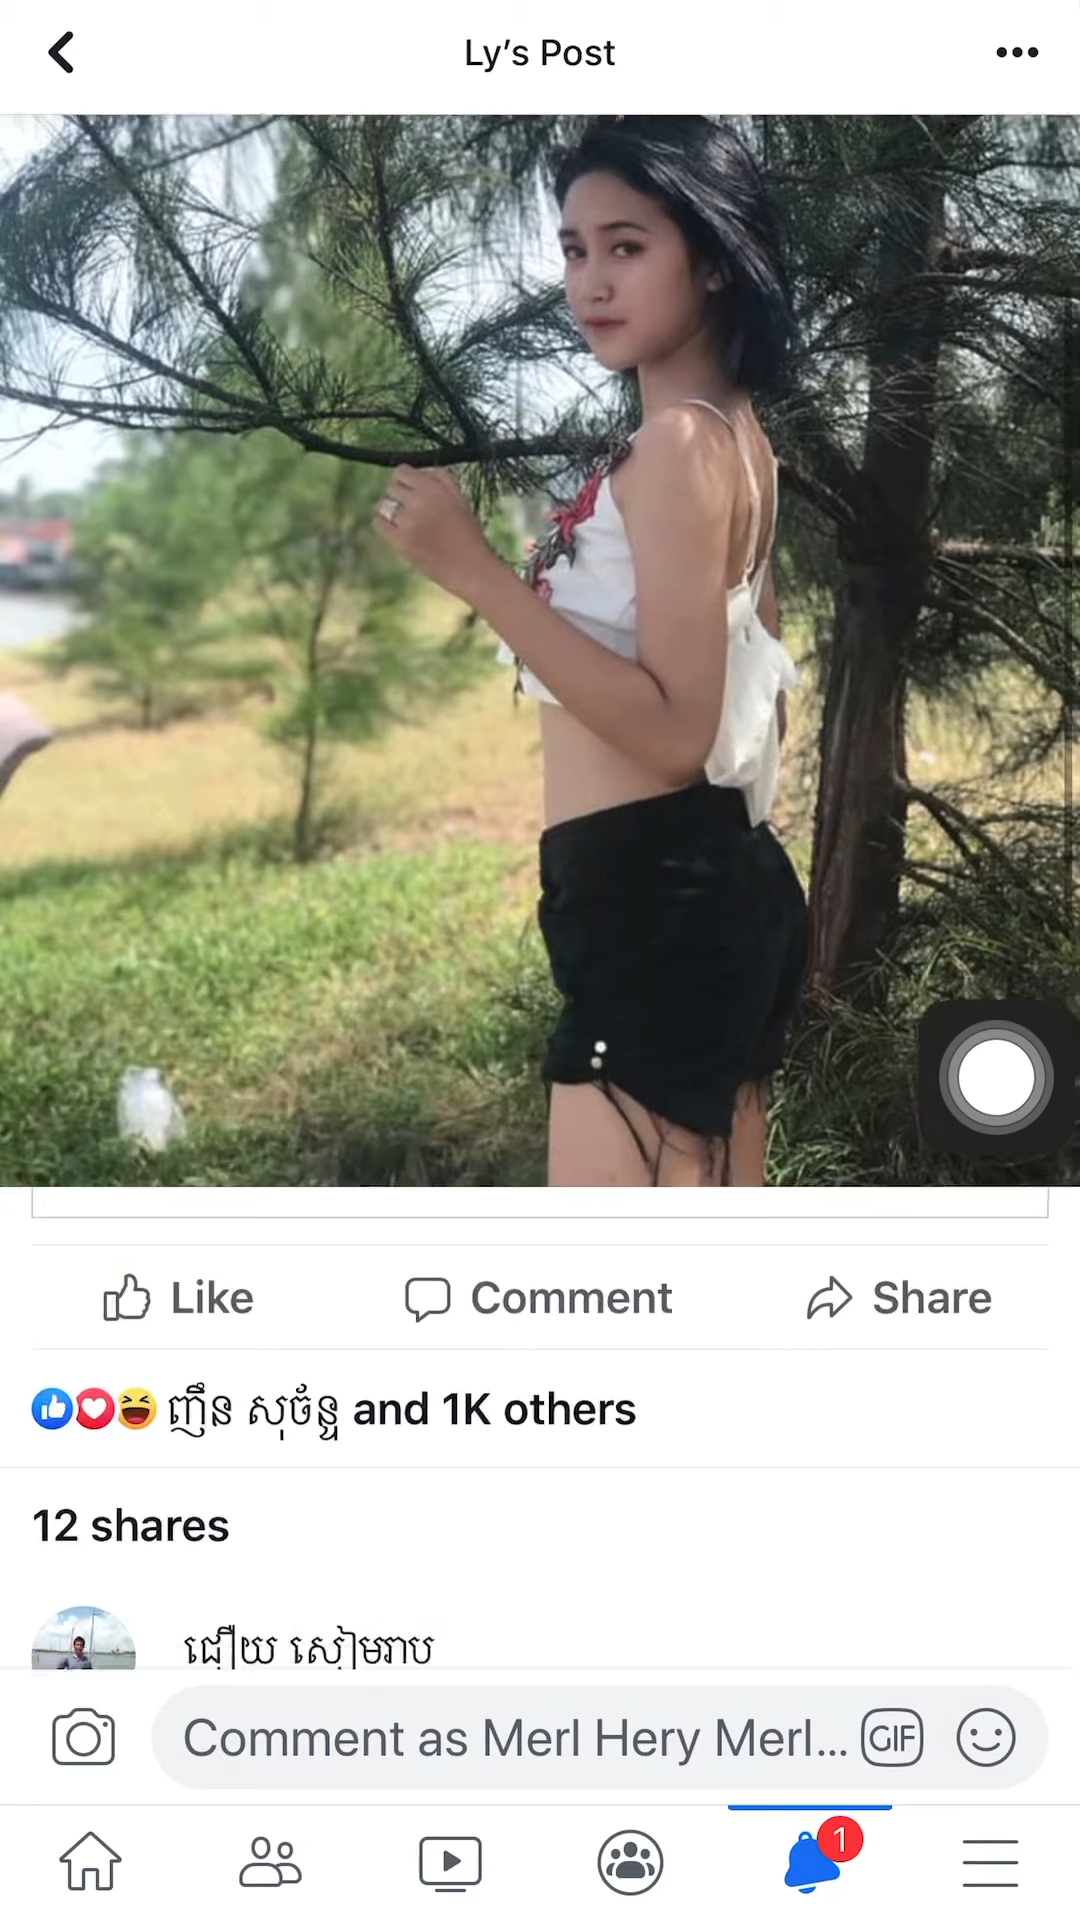 Ly's Post
Like
Comment
Share
ញឹន សុច័ន្ទ and 1K others
12 shares
ជឿយ សៀមរាប
Comment as Merl Hery Merl...
GIF
1